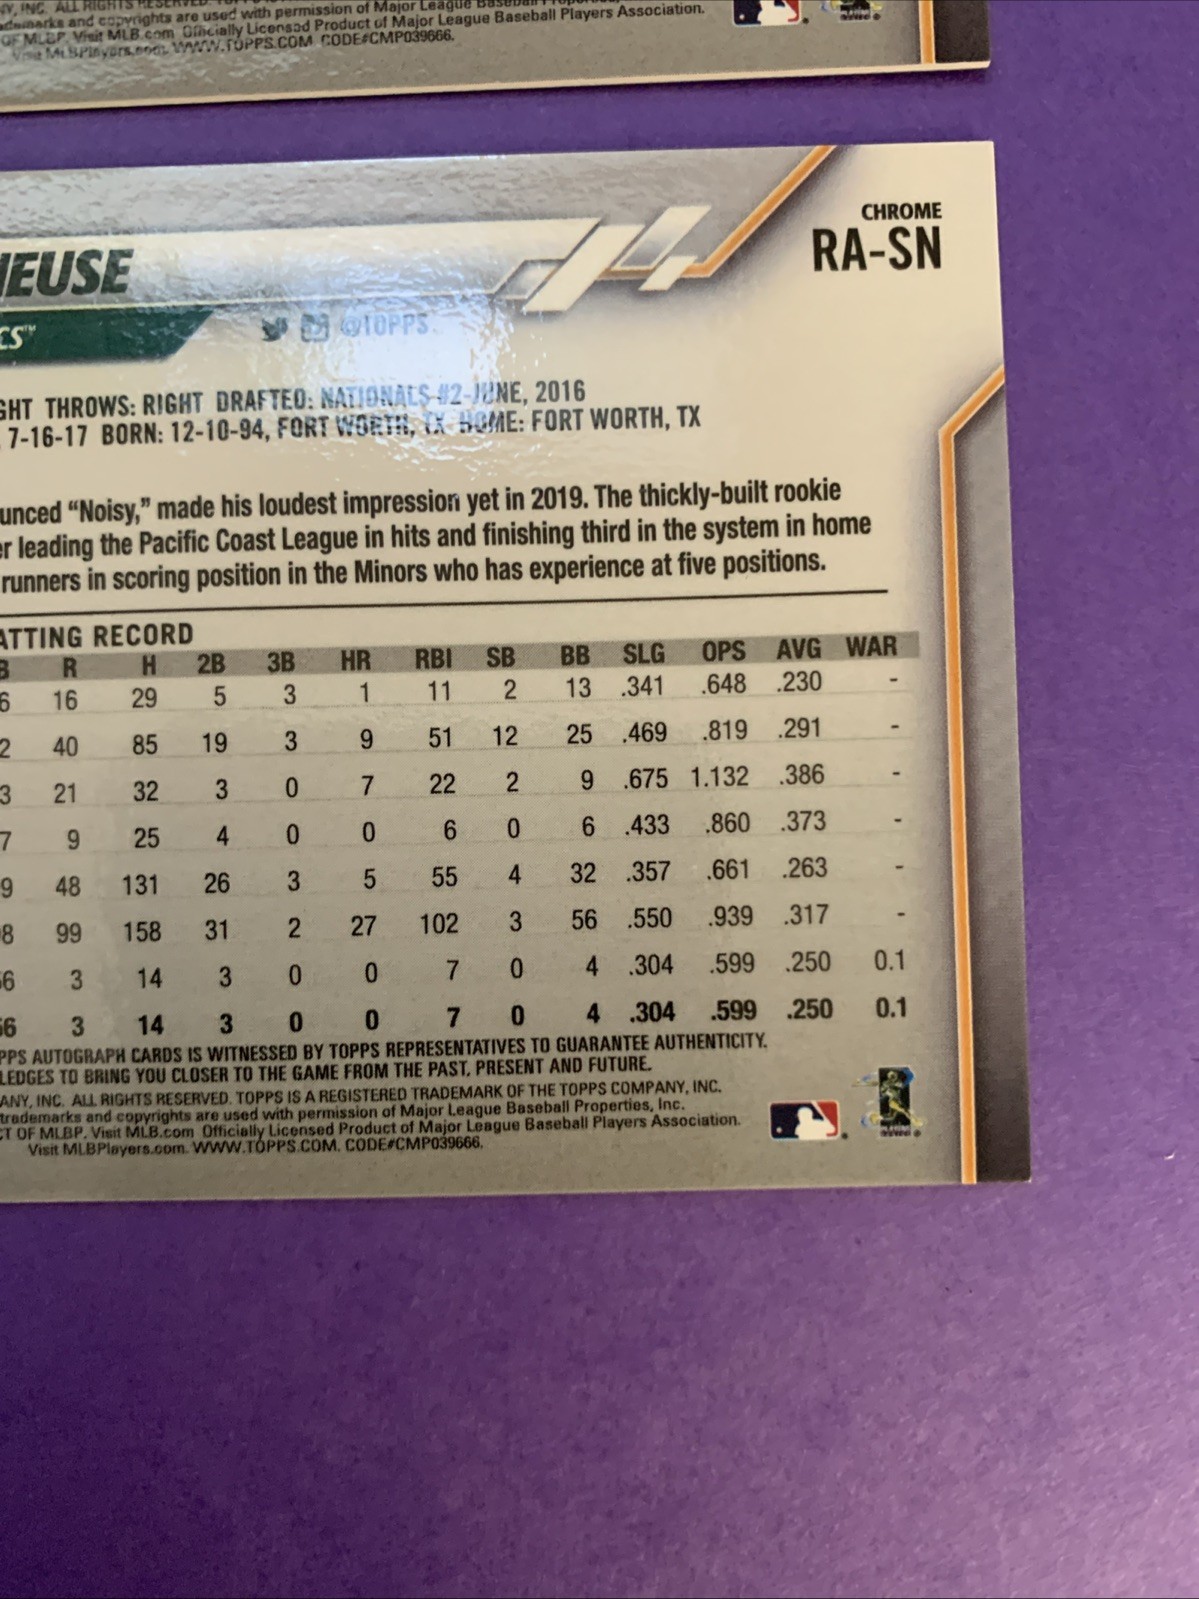 NY, INC. ALL RIGHTS RESERVED.
trademarks and copyrights are used with permission of Major League Baseball Properties,
OF MLBP. Visit MLB.com Officially Licensed Product of Major League Baseball Players Association.
Visit MLBPlayers.com. WWW.TOPPS.COM. CODE#CMP039666.
CHROME
RA-SN
HEUSE
CS™
@TOPPS
GHT THROWS: RIGHT DRAFTED: NATIONALS #2-JUNE, 2016
7-16-17 BORN: 12-10-94, FORT WORTH, TX HOME: FORT WORTH, TX
unced “Noisy,” made his loudest impression yet in 2019. The thickly-built rookie
er leading the Pacific Coast League in hits and finishing third in the system in home
runners in scoring position in the Minors who has experience at five positions.
ATTING RECORD
B R H 2B 3B HR RBI SB BB SLG OPS AVG WAR
6 16 29 5 3 1 11 2 13 .341 .648 .230 -
2 40 85 19 3 9 51 12 25 .469 .819 .291 -
3 21 32 3 0 7 22 2 9 .675 1.132 .386 -
7 9 25 4 0 0 6 0 6 .433 .860 .373 -
9 48 131 26 3 5 55 4 32 .357 .661 .263 -
8 99 158 31 2 27 102 3 56 .550 .939 .317 -
56 3 14 3 0 0 7 0 4 .304 .599 .250 0.1
56 3 14 3 0 0 7 0 4 .304 .599 .250 0.1
PPS AUTOGRAPH CARDS IS WITNESSED BY TOPPS REPRESENTATIVES TO GUARANTEE AUTHENTICITY.
LEDGES TO BRING YOU CLOSER TO THE GAME FROM THE PAST, PRESENT AND FUTURE.
ANY, INC. ALL RIGHTS RESERVED. TOPPS IS A REGISTERED TRADEMARK OF THE TOPPS COMPANY, INC.
trademarks and copyrights are used with permission of Major League Baseball Properties, Inc.
CT OF MLBP. Visit MLB.com Officially Licensed Product of Major League Baseball Players Association.
Visit MLBPlayers.com. WWW.TOPPS.COM. CODE#CMP039666.